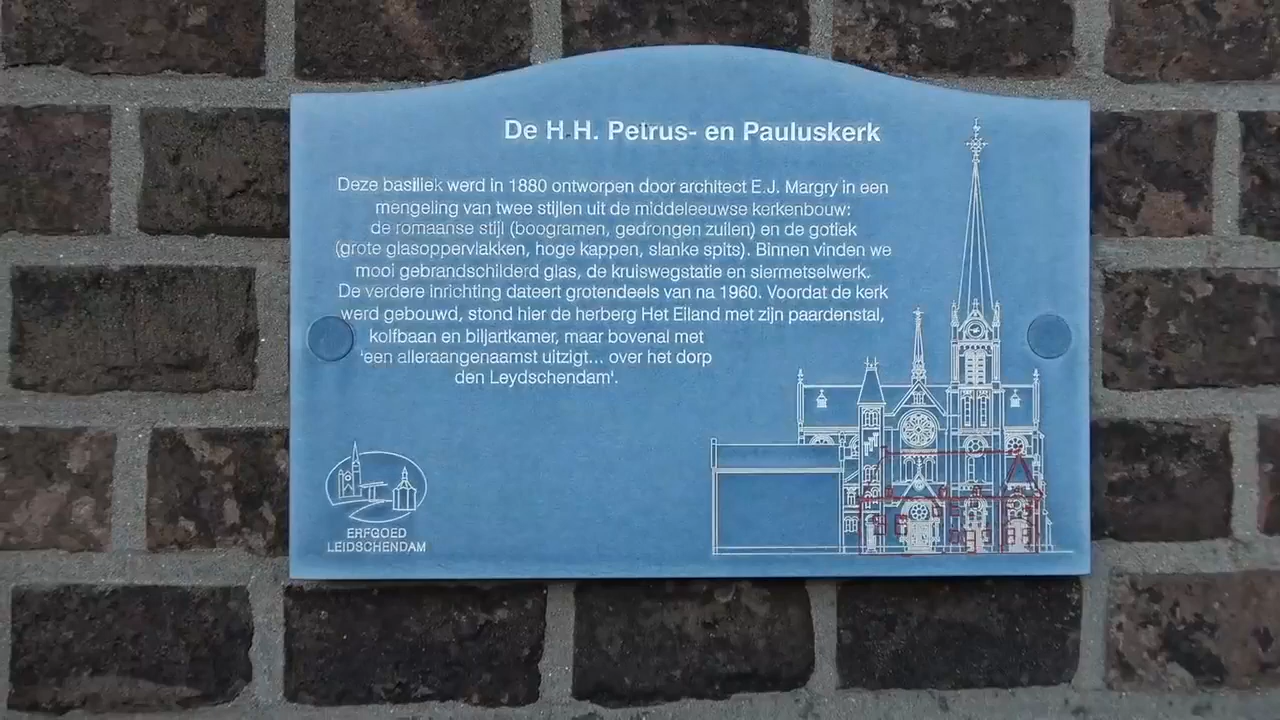 De H.H. Petrus- en Pauluskerk
Deze basiliek werd in 1880 ontworpen door architect E.J. Margry in een
mengeling van twee stijlen uit de middeleeuwse kerkenbouw:
de romaanse stijl (boogramen, gedrongen zuilen) en de gotiek
(grote glasoppervlakken, hoge kappen, slanke spits). Binnen vinden we
mooi gebrandschilderd glas, de kruiswegstatie en siermetselwerk.
De verdere inrichting dateert grotendeels van na 1960. Voordat de kerk
werd gebouwd, stond hier de herberg Het Eiland met zijn paardenstal,
kolfbaan en biljartkamer, maar bovenal met
'een alleraangenaamst uitzigt... over het dorp
den Leydschendam'.
ERFGOED
LEIDSCHENDAM